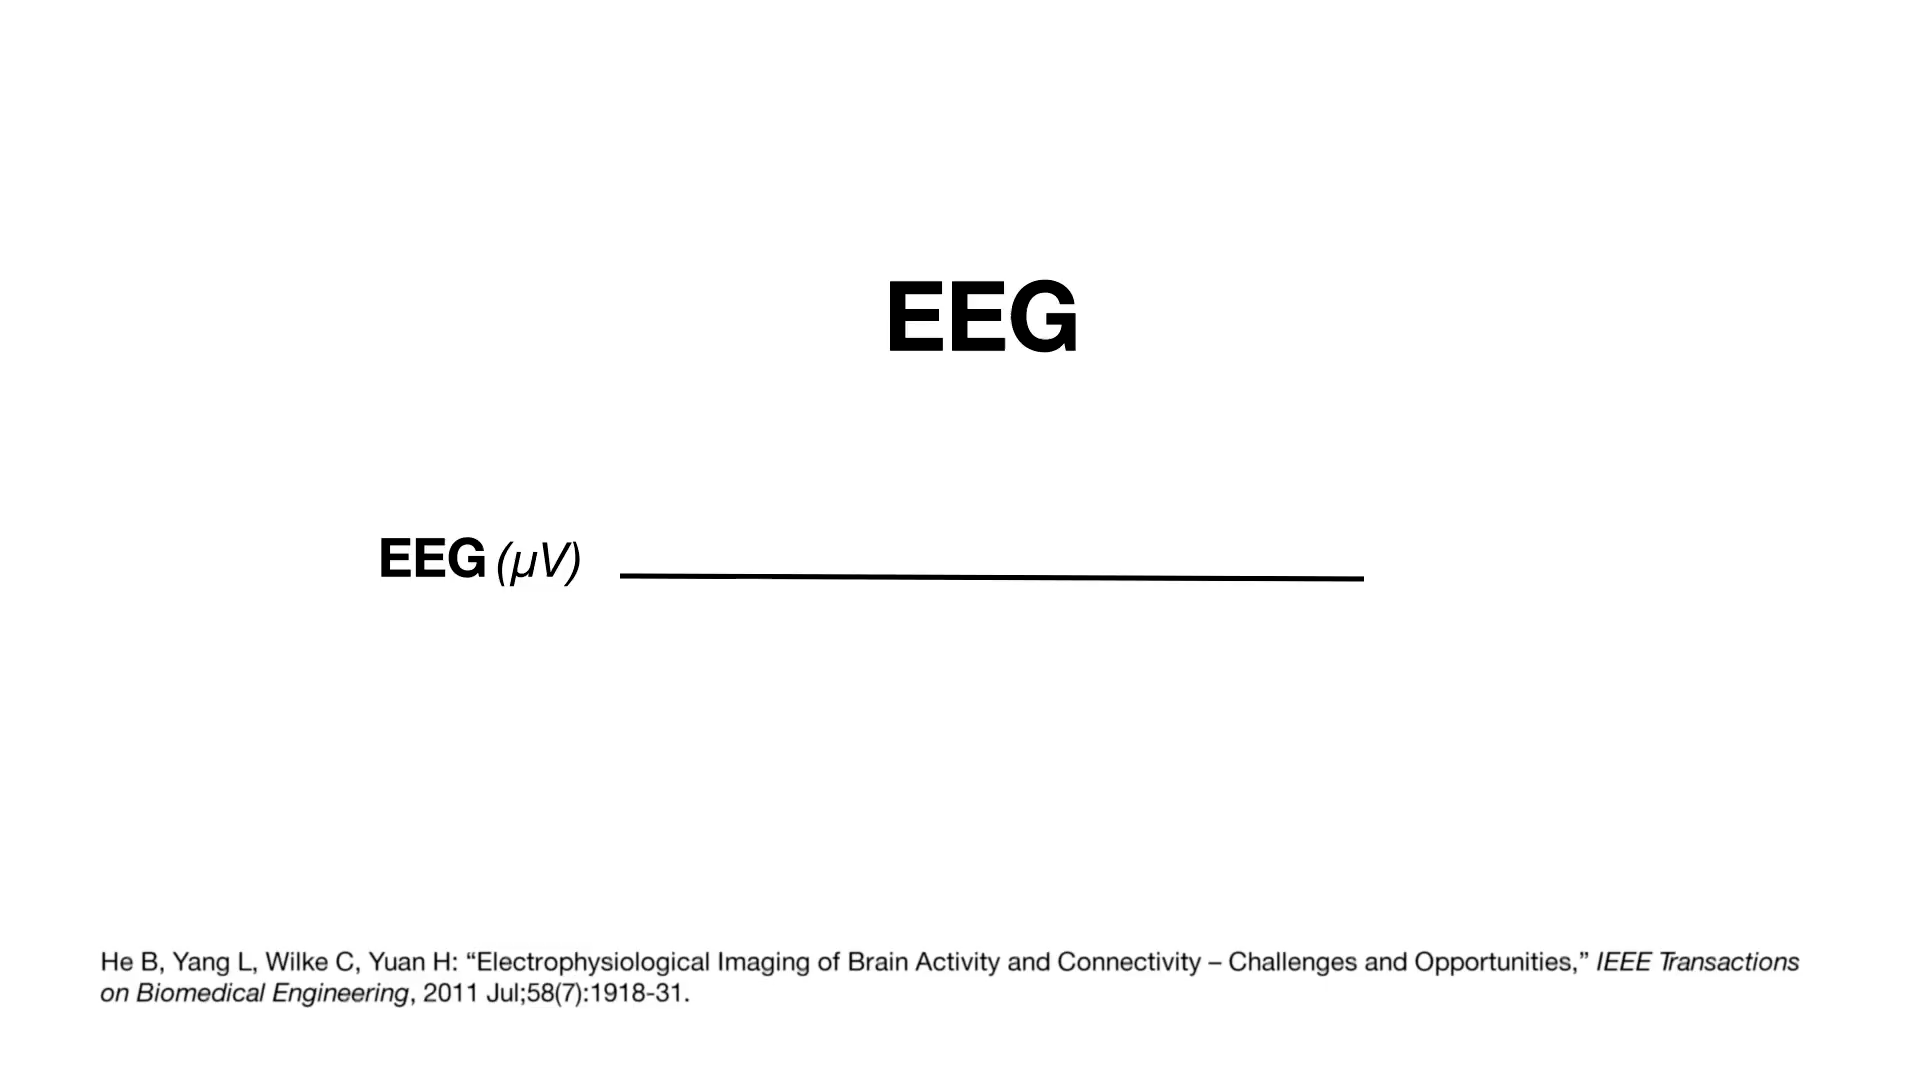 EEG
EEG (µV)
He B, Yang L, Wilke C, Yuan H: “Electrophysiological Imaging of Brain Activity and Connectivity – Challenges and Opportunities,” IEEE Transactions
on Biomedical Engineering, 2011 Jul;58(7):1918-31.